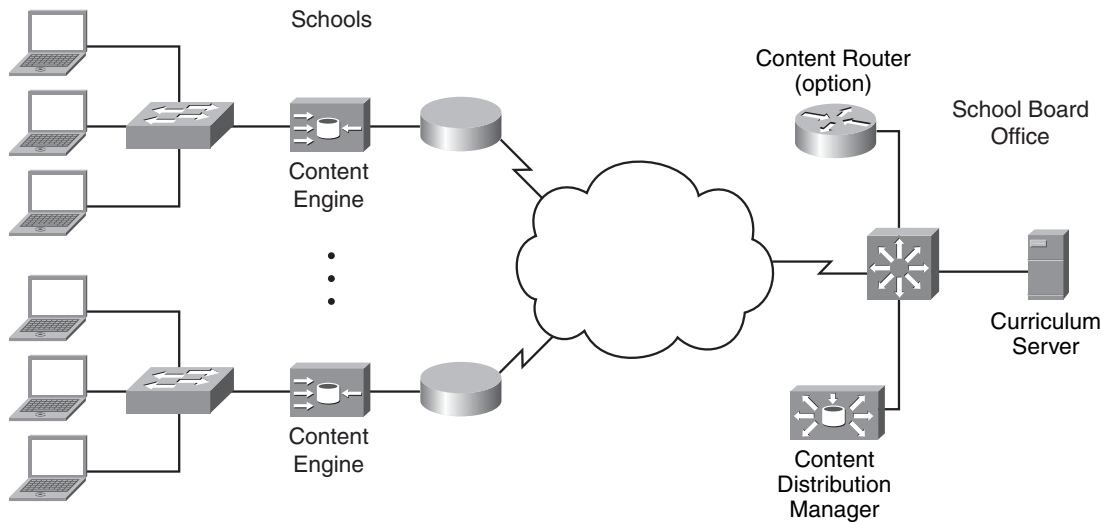 Schools
Content Router
(option)
School Board
Office
Content
Engine
Curriculum
Server
Content
Engine
Content
Distribution
Manager